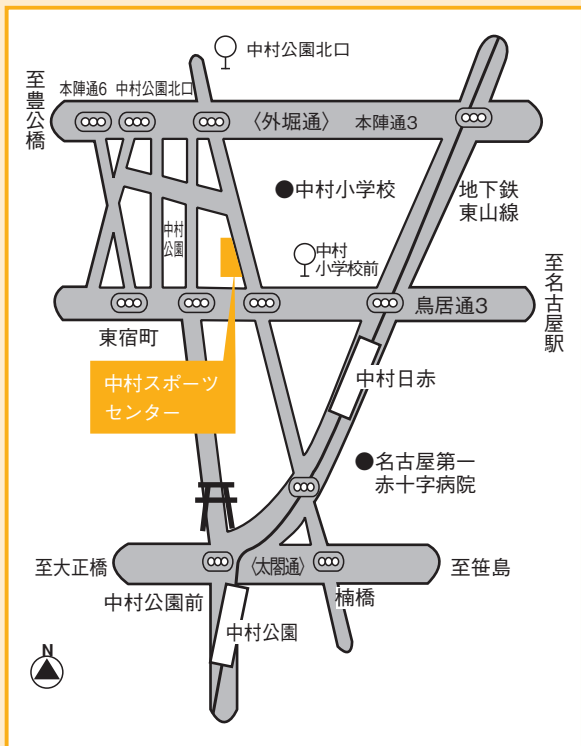 中村公園北口
至豊公橋
本陣通6
中村公園北口
〈外堀通〉
本陣通3
中村小学校
地下鉄
東山線
中村
公園
中村
小学校前
至名古屋駅
鳥居通3
東宿町
中村スポーツ
センター
中村日赤
名古屋第一
赤十字病院
至大正橋
〈太閤通〉
至笹島
中村公園前
楠橋
中村公園
N